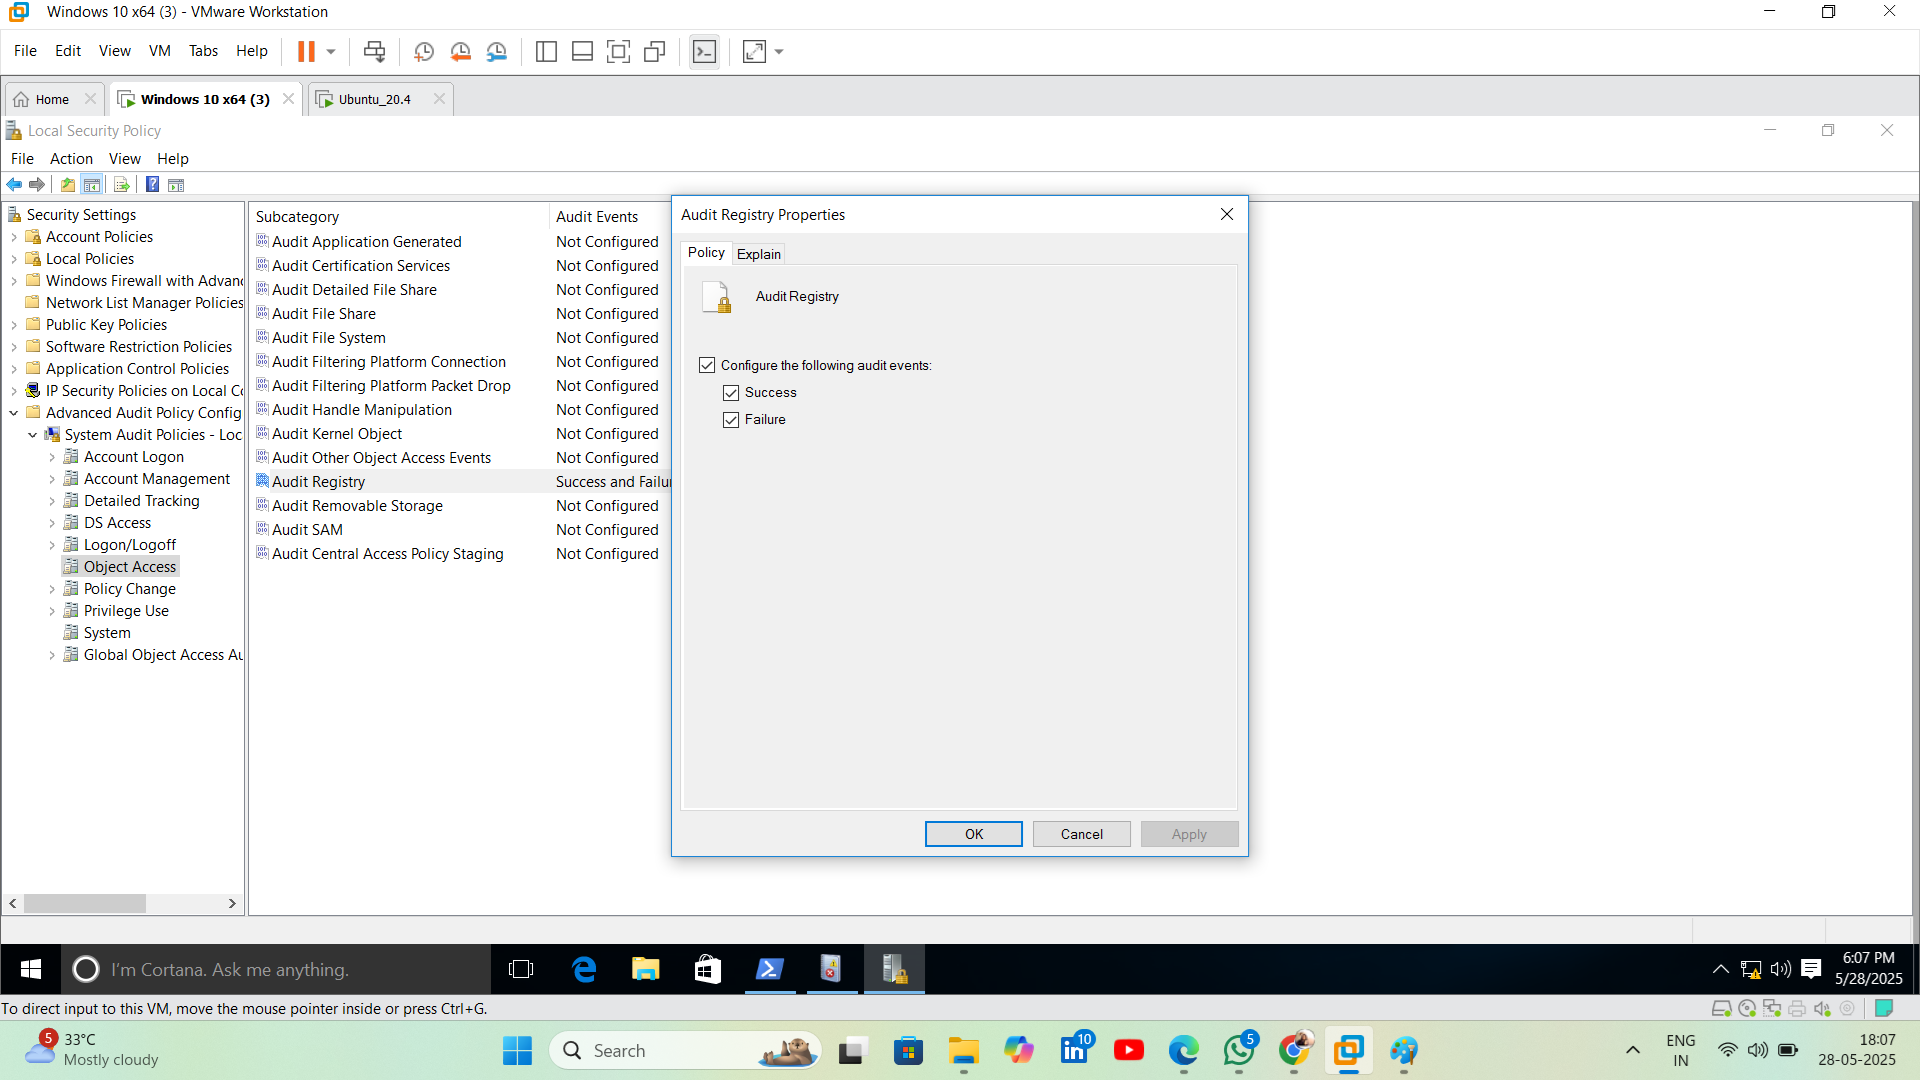 Windows 10 x64 (3) - VMware Workstation
File Edit View VM Tabs Help
Home
Windows 10 x64 (3)
Ubuntu_20.4
Local Security Policy
File Action View Help
Security Settings
Account Policies
Local Policies
Windows Firewall with Advanc
Network List Manager Policies
Public Key Policies
Software Restriction Policies
Application Control Policies
IP Security Policies on Local Co
Advanced Audit Policy Config
System Audit Policies - Loc
Account Logon
Account Management
Detailed Tracking
DS Access
Logon/Logoff
Object Access
Policy Change
Privilege Use
System
Global Object Access Au
Subcategory Audit Events
Audit Application Generated Not Configured
Audit Certification Services Not Configured
Audit Detailed File Share Not Configured
Audit File Share Not Configured
Audit File System Not Configured
Audit Filtering Platform Connection Not Configured
Audit Filtering Platform Packet Drop Not Configured
Audit Handle Manipulation Not Configured
Audit Kernel Object Not Configured
Audit Other Object Access Events Not Configured
Audit Registry Success and Failur
Audit Removable Storage Not Configured
Audit SAM Not Configured
Audit Central Access Policy Staging Not Configured
Audit Registry Properties
Policy Explain
Audit Registry
Configure the following audit events:
Success
Failure
OK Cancel Apply
I'm Cortana. Ask me anything.
6:07 PM
5/28/2025
To direct input to this VM, move the mouse pointer inside or press Ctrl+G.
5
33°C
Mostly cloudy
Search
10
5
ENG
IN
18:07
28-05-2025